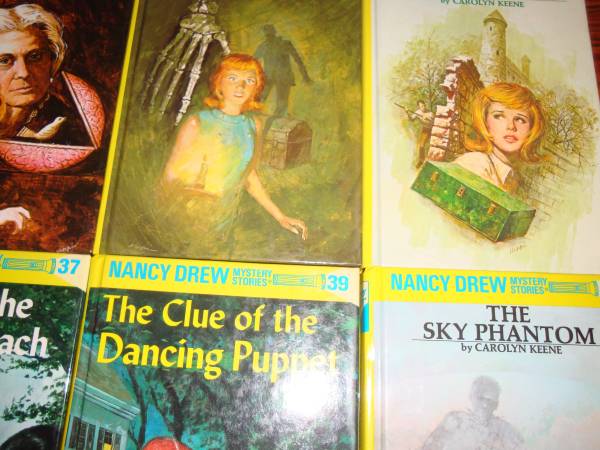 by CAROLYN KEENE
37
he
ach
NANCY DREW MYSTERY STORIES
39
The Clue of the
Dancing Puppet
NANCY DREW MYSTERY STORIES
THE
SKY PHANTOM
by CAROLYN KEENE